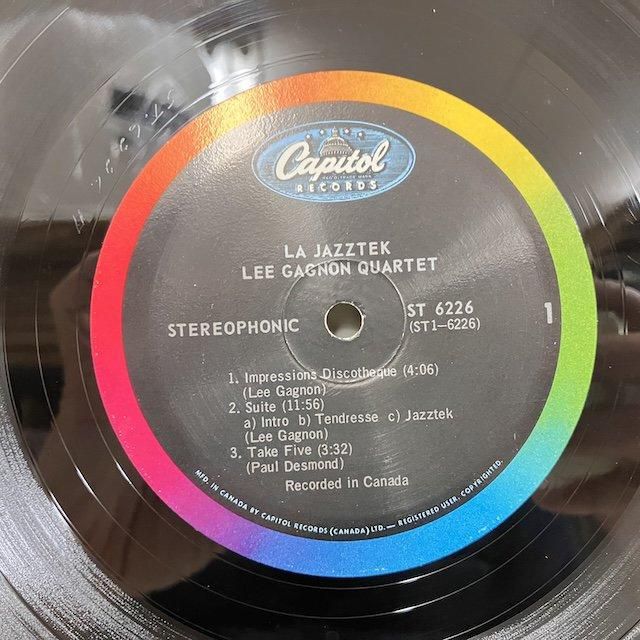 Capitol
RECORDS
LA JAZZTEK
LEE GAGNON QUARTET
STEREOPHONIC
ST 6226
(ST1-6226)
1
1. Impressions Discotheque (4:06)
(Lee Gagnon)
2. Suite (11:56)
a) Intro b) Tendresse c) Jazztek
(Lee Gagnon)
3. Take Five (3:32)
(Paul Desmond)
Recorded in Canada
MFD. IN CANADA BY CAPITOL RECORDS (CANADA) LTD. — REGISTERED USER. COPYRIGHTED.